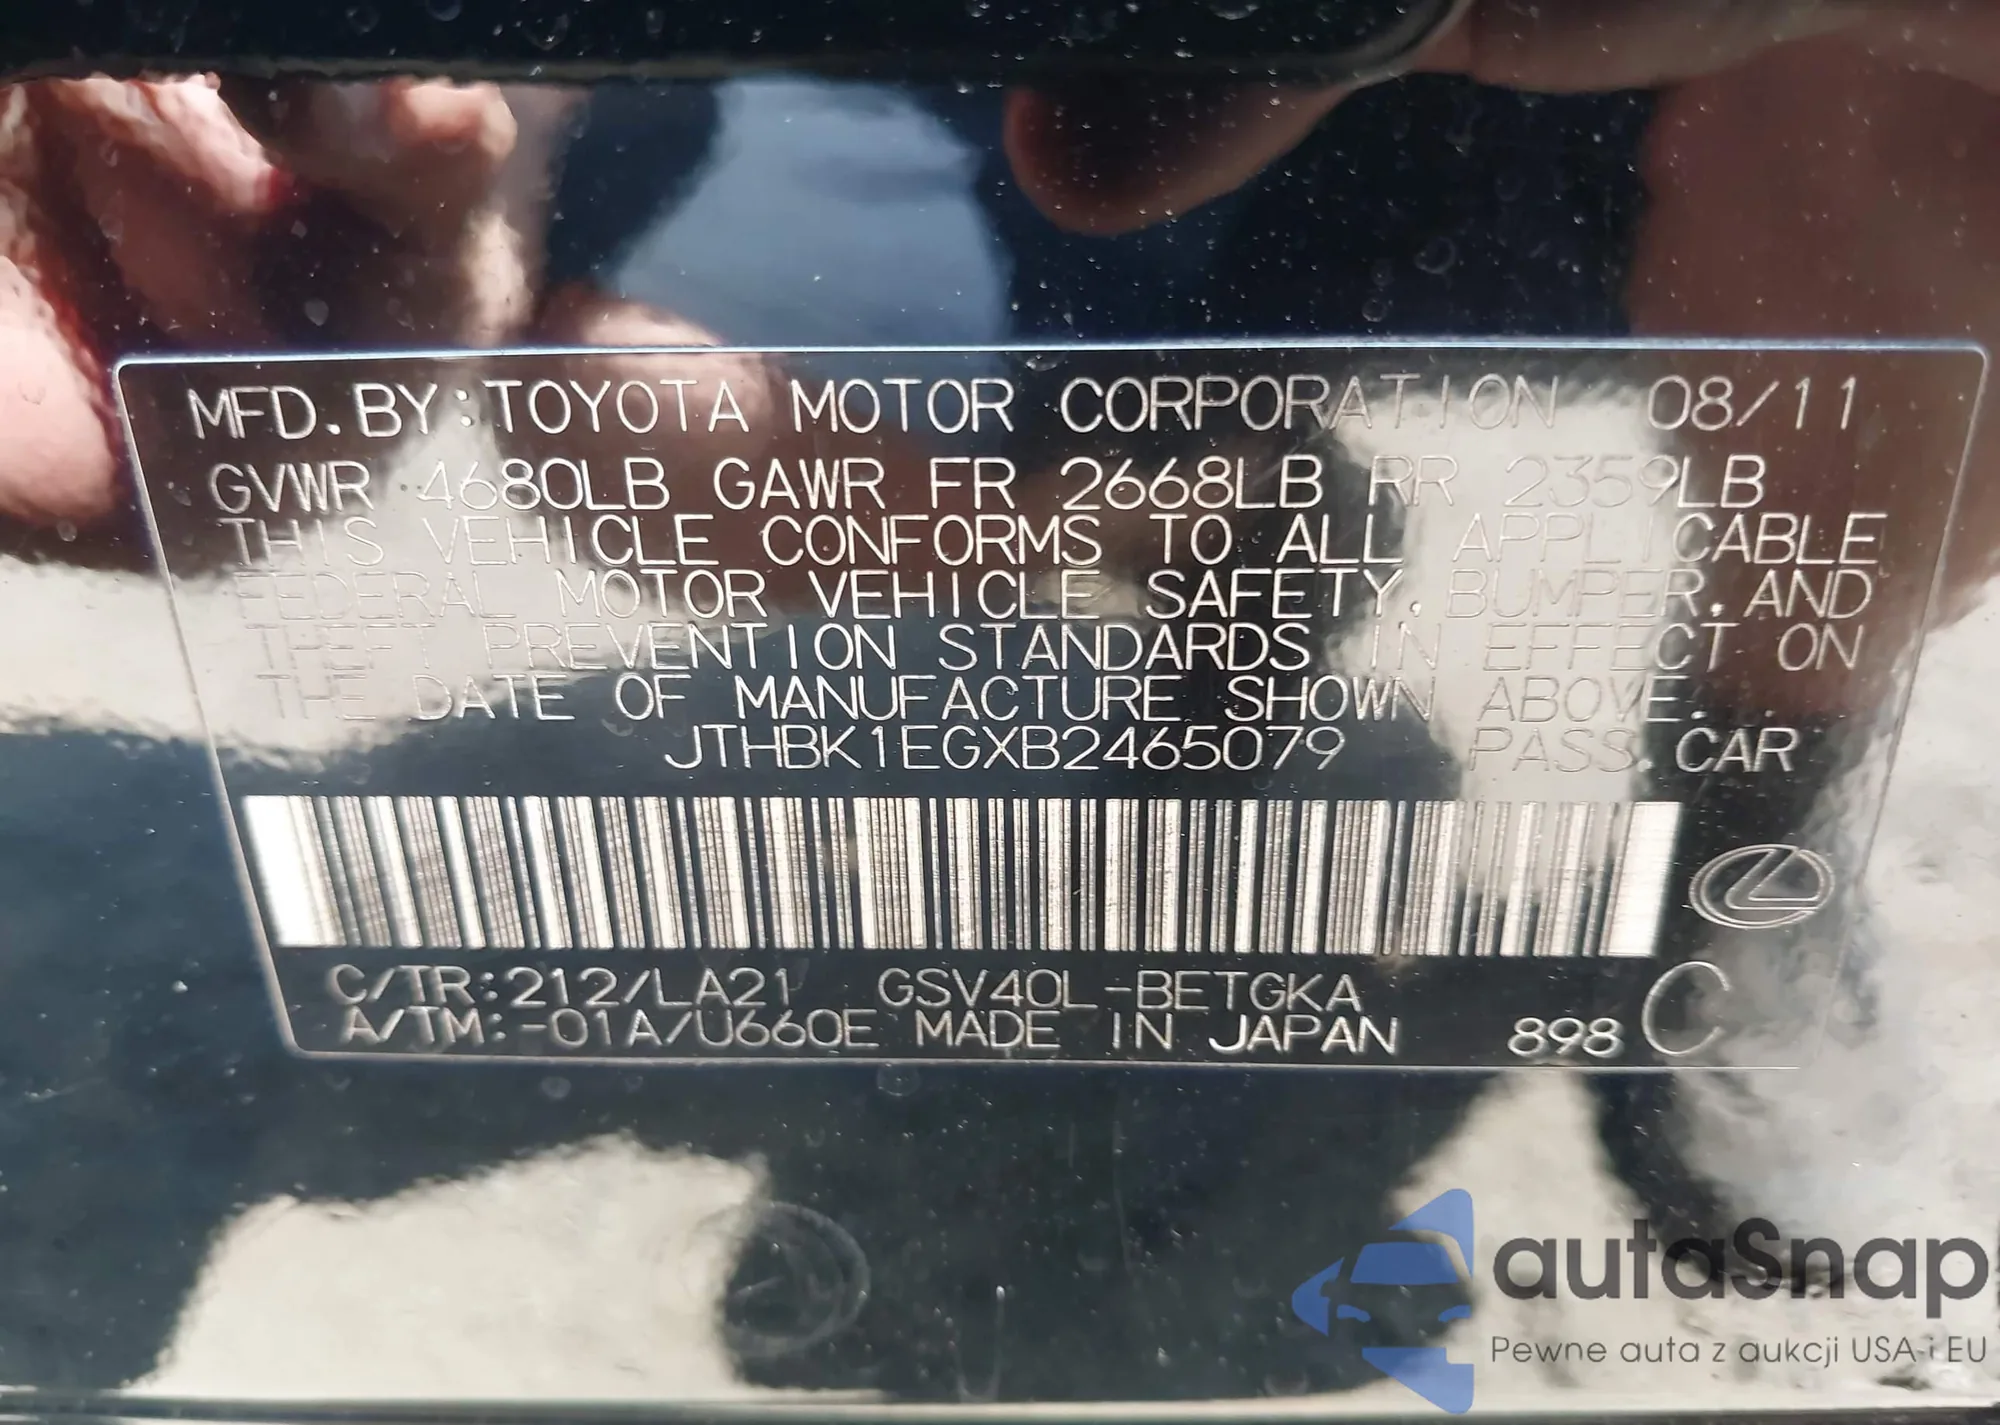 MFD. BY: TOYOTA MOTOR CORPORATION 08/11
GVWR 4680LB GAWR FR 2668LB RR 2359LB
THIS VEHICLE CONFORMS TO ALL APPLICABLE
FEDERAL MOTOR VEHICLE SAFETY, BUMPER, AND
THEFT PREVENTION STANDARDS IN EFFECT ON
THE DATE OF MANUFACTURE SHOWN ABOVE.
JTHBK1EGXB2465079 PASS. CAR
C/TR: 212/LA21 GSV40L-BETGKA
A/TM: -01A/U660E MADE IN JAPAN 898 C
autaSnap
Pewne auta z aukcji USA i EU